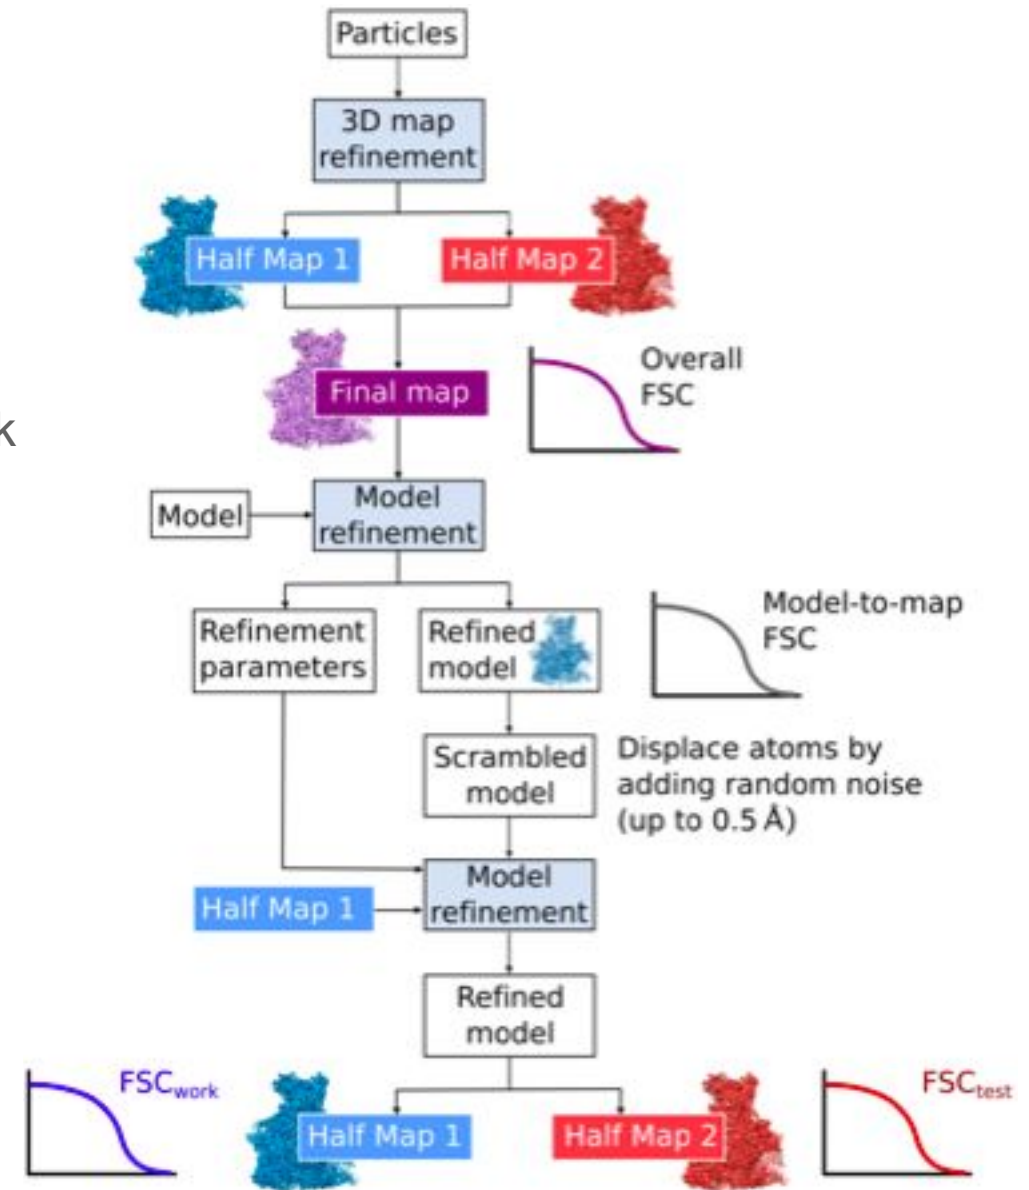 Particles
3D map
refinement
Half Map 1
Half Map 2
Final map
Overall
FSC
k
Model
Model
refinement
Refinement
parameters
Refined
model
Model-to-map
FSC
Scrambled
model
Displace atoms by
adding random noise
(up to 0.5 Å)
Half Map 1
Model
refinement
Refined
model
FSCwork
Half Map 1
Half Map 2
FSCtest